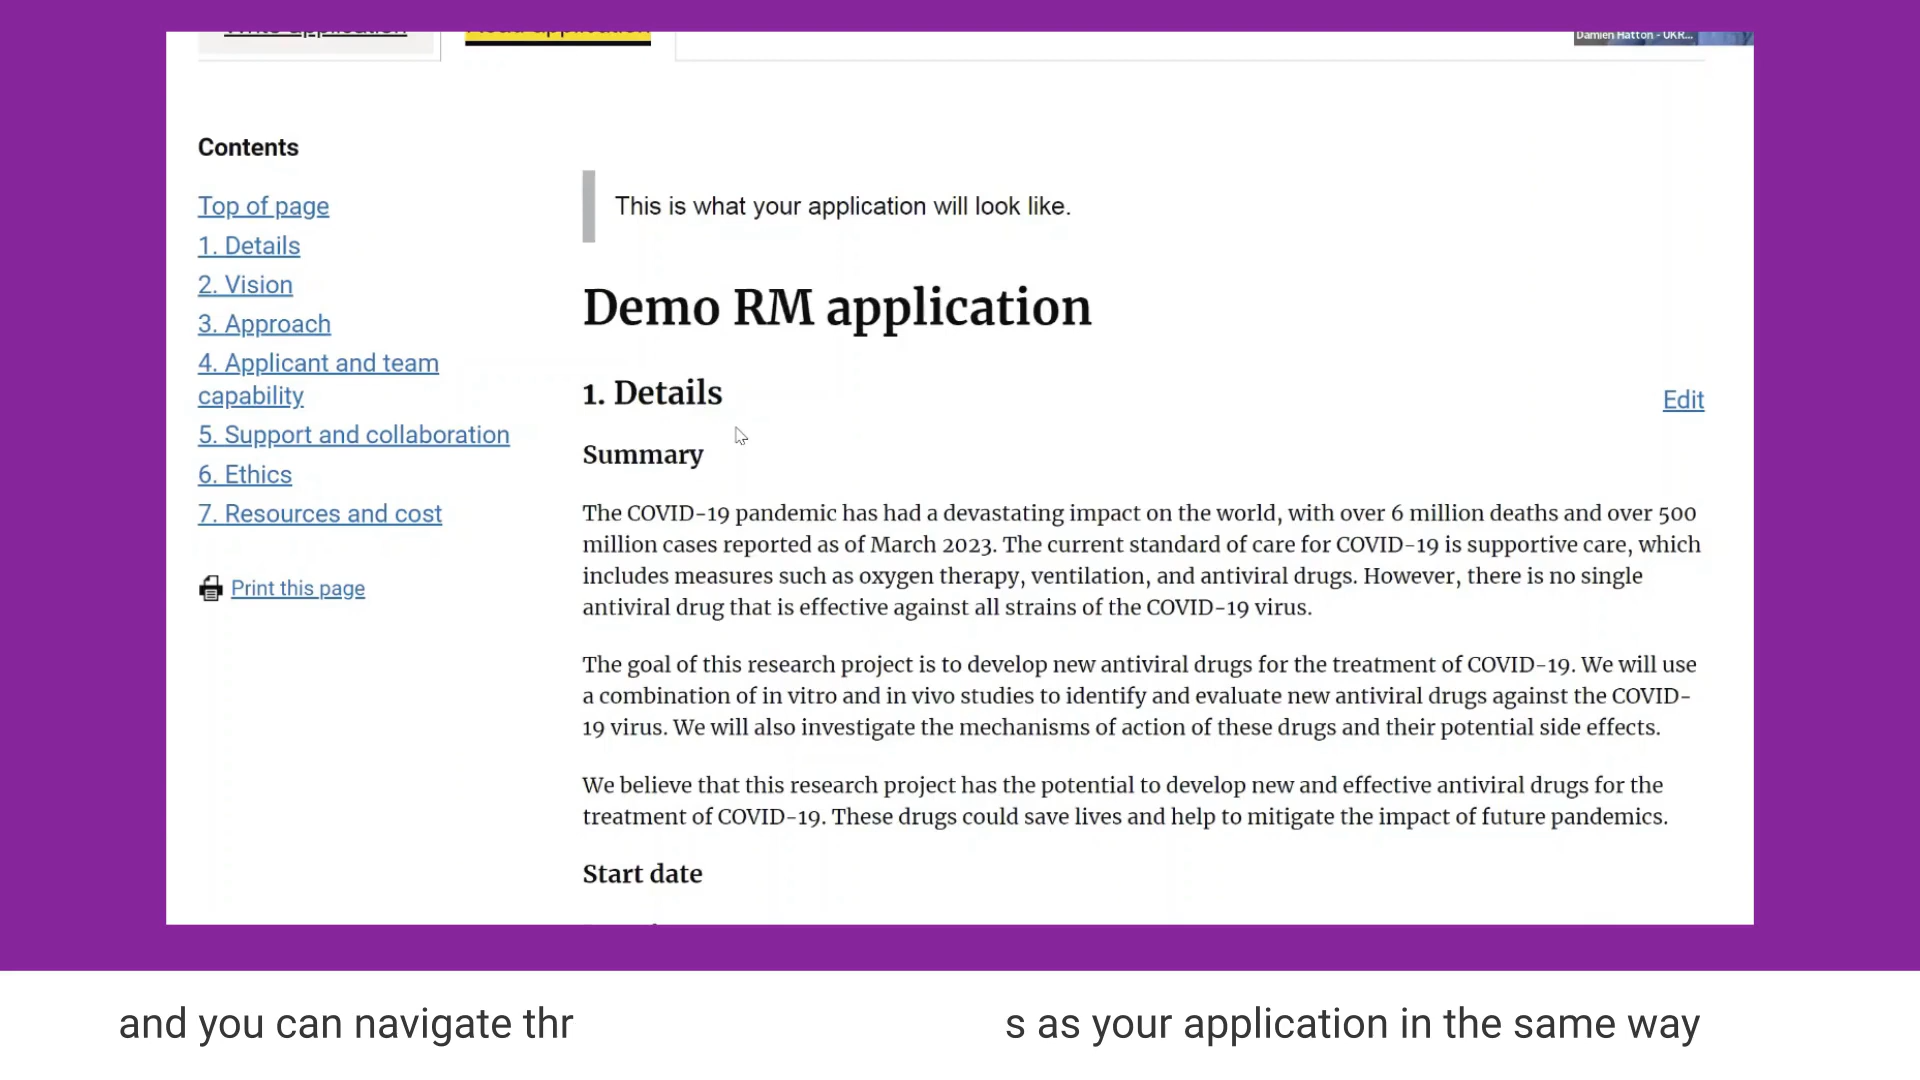 Write application
Read application
Damien Hatton - UKR...
Contents
Top of page
1. Details
2. Vision
3. Approach
4. Applicant and team
capability
5. Support and collaboration
6. Ethics
7. Resources and cost
Print this page
This is what your application will look like.
Demo RM application
1. Details
Edit
Summary
The COVID-19 pandemic has had a devastating impact on the world, with over 6 million deaths and over 500
million cases reported as of March 2023. The current standard of care for COVID-19 is supportive care, which
includes measures such as oxygen therapy, ventilation, and antiviral drugs. However, there is no single
antiviral drug that is effective against all strains of the COVID-19 virus.
The goal of this research project is to develop new antiviral drugs for the treatment of COVID-19. We will use
a combination of in vitro and in vivo studies to identify and evaluate new antiviral drugs against the COVID-
19 virus. We will also investigate the mechanisms of action of these drugs and their potential side effects.
We believe that this research project has the potential to develop new and effective antiviral drugs for the
treatment of COVID-19. These drugs could save lives and help to mitigate the impact of future pandemics.
Start date
and you can navigate thr s as your application in the same way